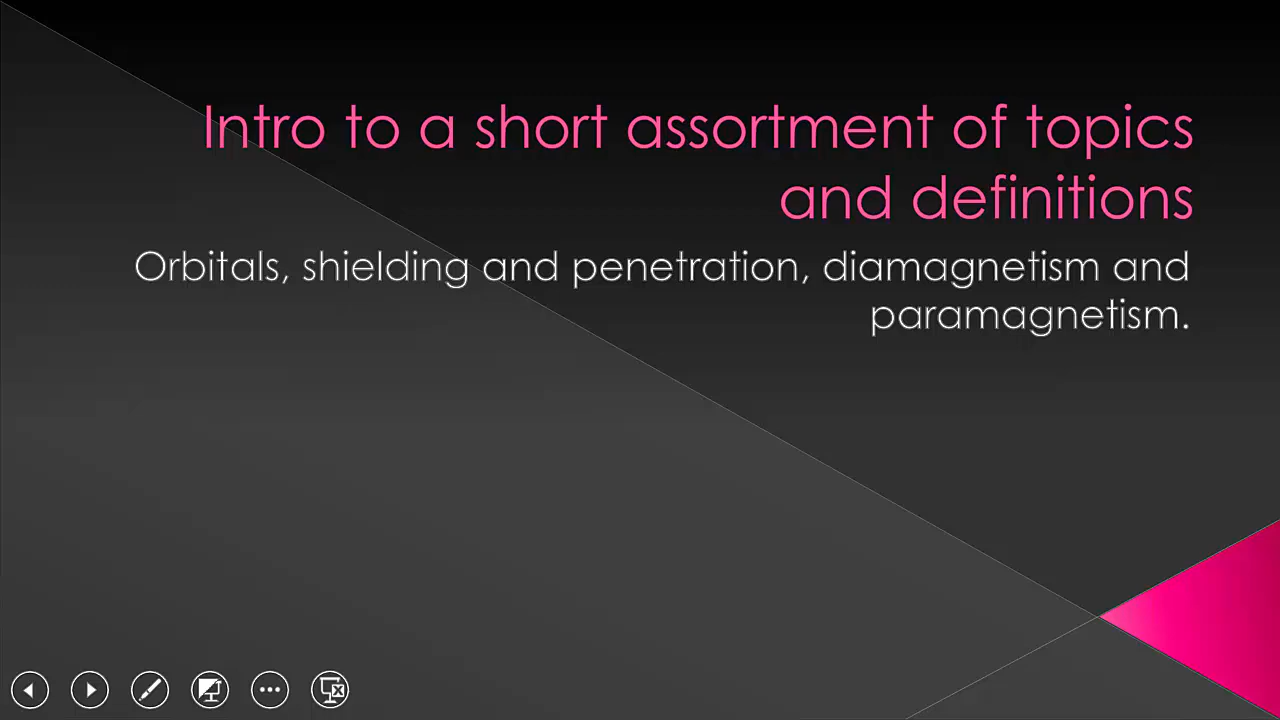 Intro to a short assortment of topics
and definitions
Orbitals, shielding and penetration, diamagnetism and
paramagnetism.